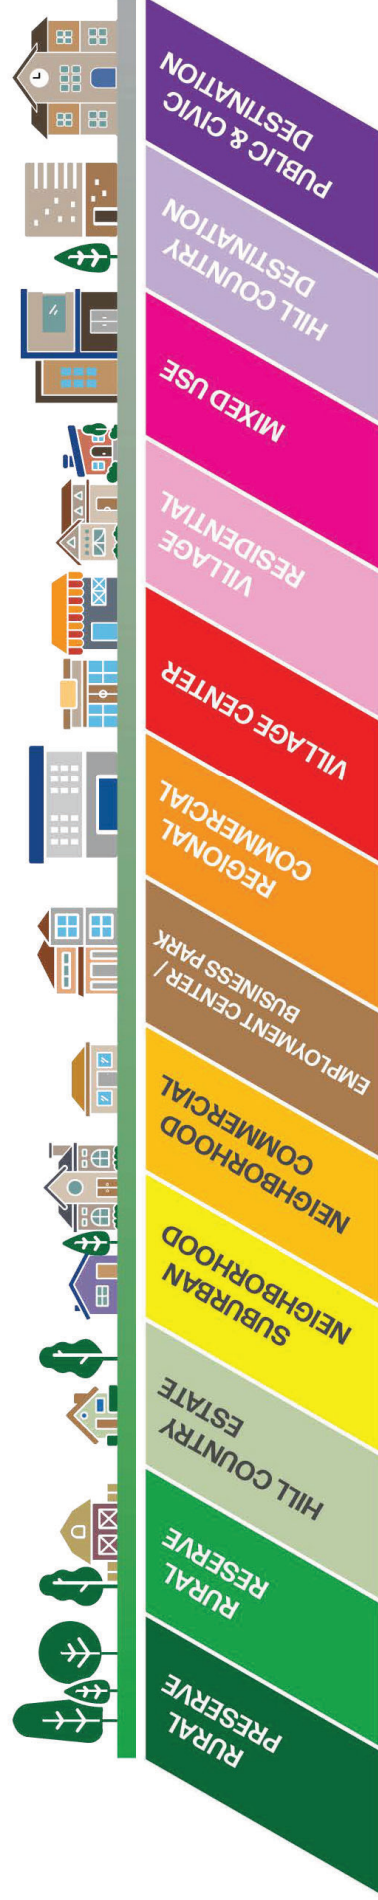 RURAL
PRESERVE
RURAL
RESERVE
HILL COUNTRY
ESTATE
SUBURBAN
NEIGHBORHOOD
NEIGHBORHOOD
COMMERCIAL
EMPLOYMENT CENTER /
BUSINESS PARK
REGIONAL
COMMERCIAL
VILLAGE CENTER
VILLAGE
RESIDENTIAL
MIXED USE
HILL COUNTRY
DESTINATION
PUBLIC & CIVIC
DESTINATION